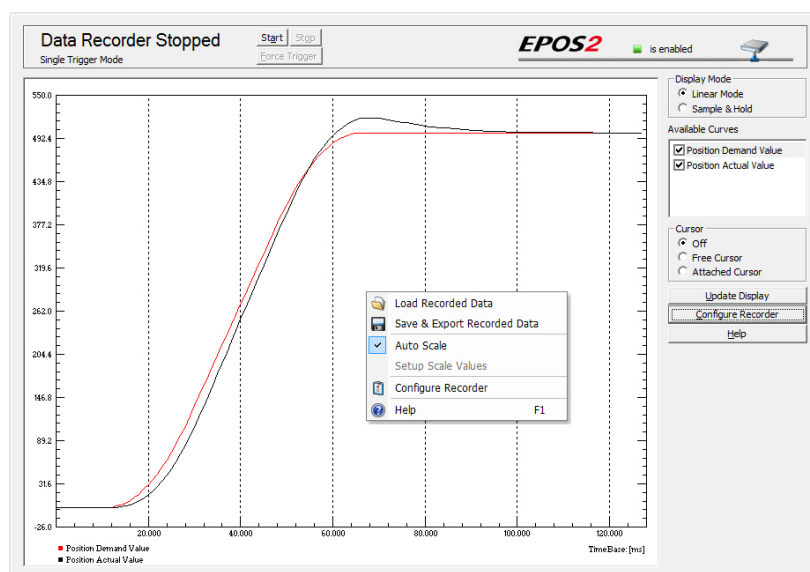 Data Recorder Stopped
Single Trigger Mode
Start
Stop
Force Trigger
EPOS2
is enabled
550.0
492.4
434.8
377.2
319.6
262.0
204.4
146.8
89.2
31.6
-26.0
20.000
40.000
60.000
80.000
100.000
120.000
Position Demand Value
Position Actual Value
TimeBase: [ms]
Load Recorded Data
Save & Export Recorded Data
Auto Scale
Setup Scale Values
Configure Recorder
Help F1
Display Mode
Linear Mode
Sample & Hold
Available Curves
Position Demand Value
Position Actual Value
Cursor
Off
Free Cursor
Attached Cursor
Update Display
Configure Recorder
Help